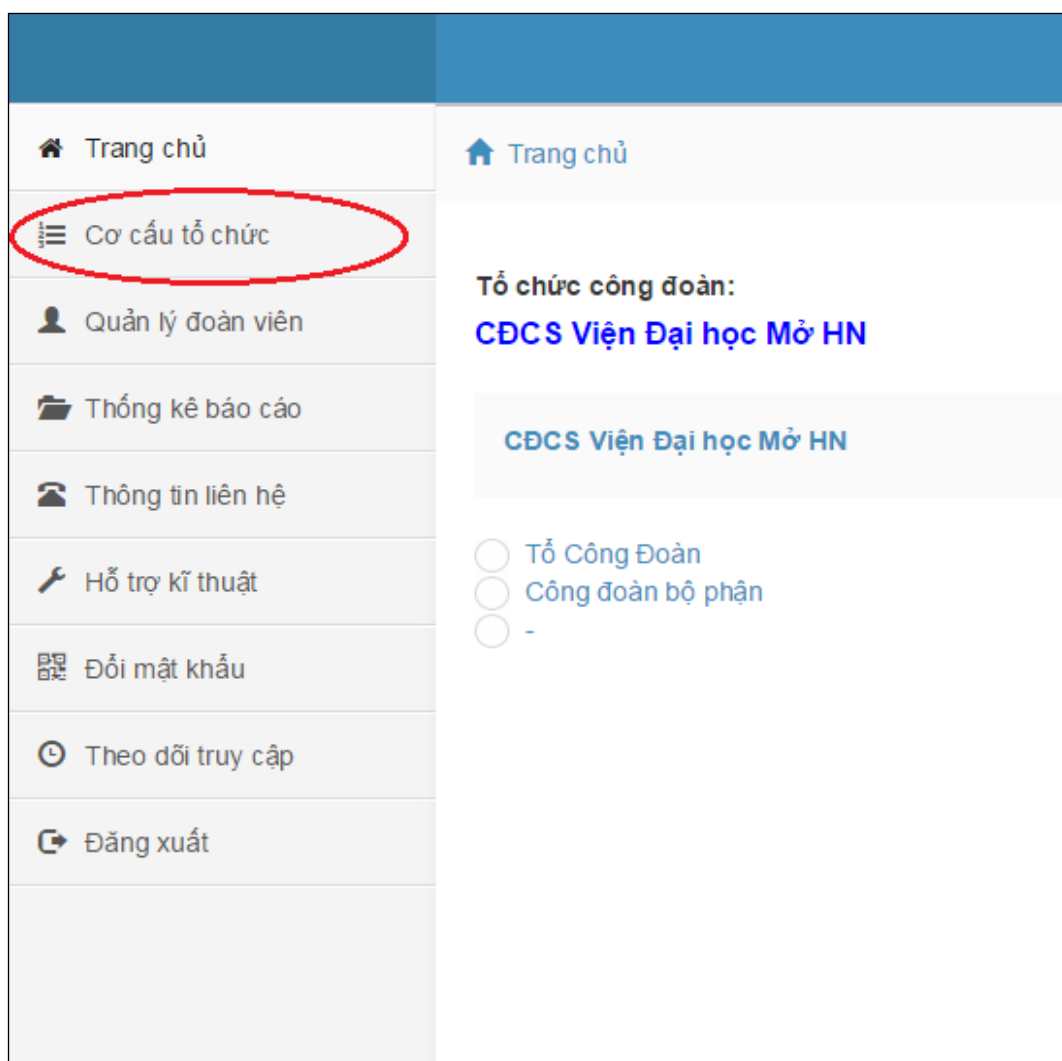 Trang chủ
Cơ cấu tổ chức
Quản lý đoàn viên
Thống kê báo cáo
Thông tin liên hệ
Hỗ trợ kĩ thuật
Đổi mật khẩu
Theo dõi truy cập
Đăng xuất
Trang chủ
Tổ chức công đoàn:
CĐCS Viện Đại học Mở HN
CĐCS Viện Đại học Mở HN
Tổ Công Đoàn
Công đoàn bộ phận
-